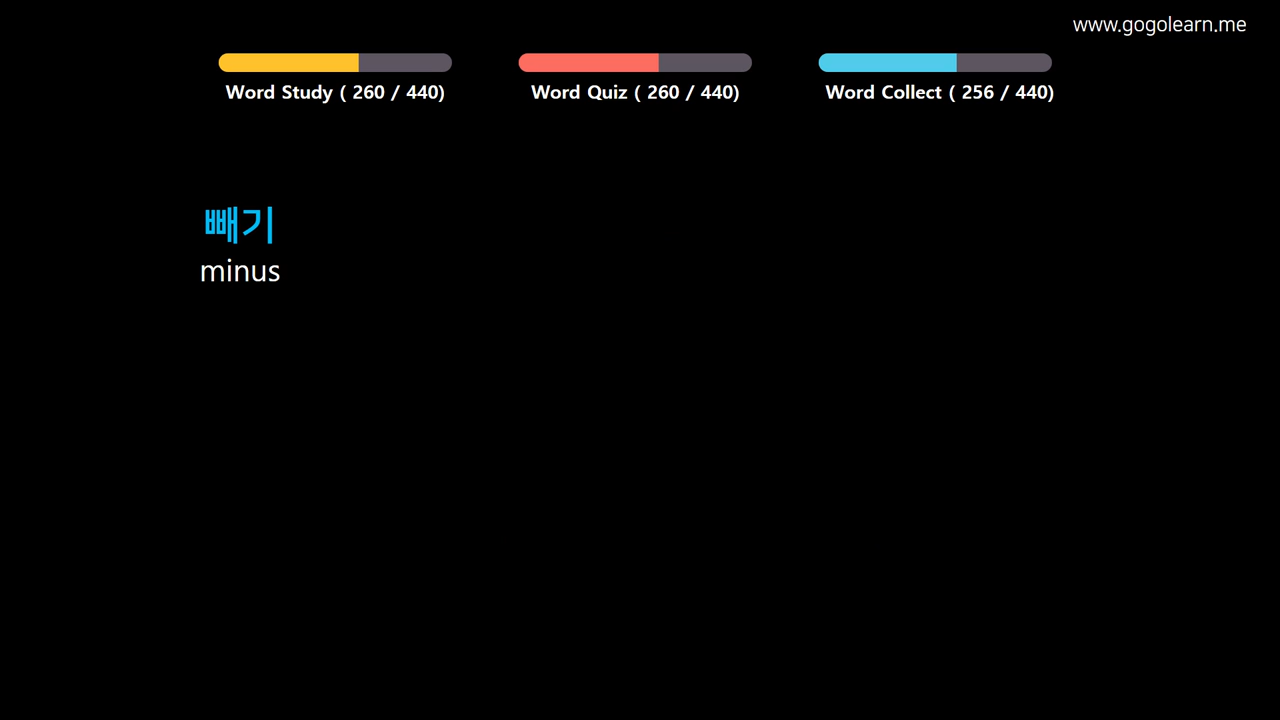 www.gogolearn.me
Word Study ( 260 / 440)
Word Quiz ( 260 / 440)
Word Collect ( 256 / 440)
빼기
minus